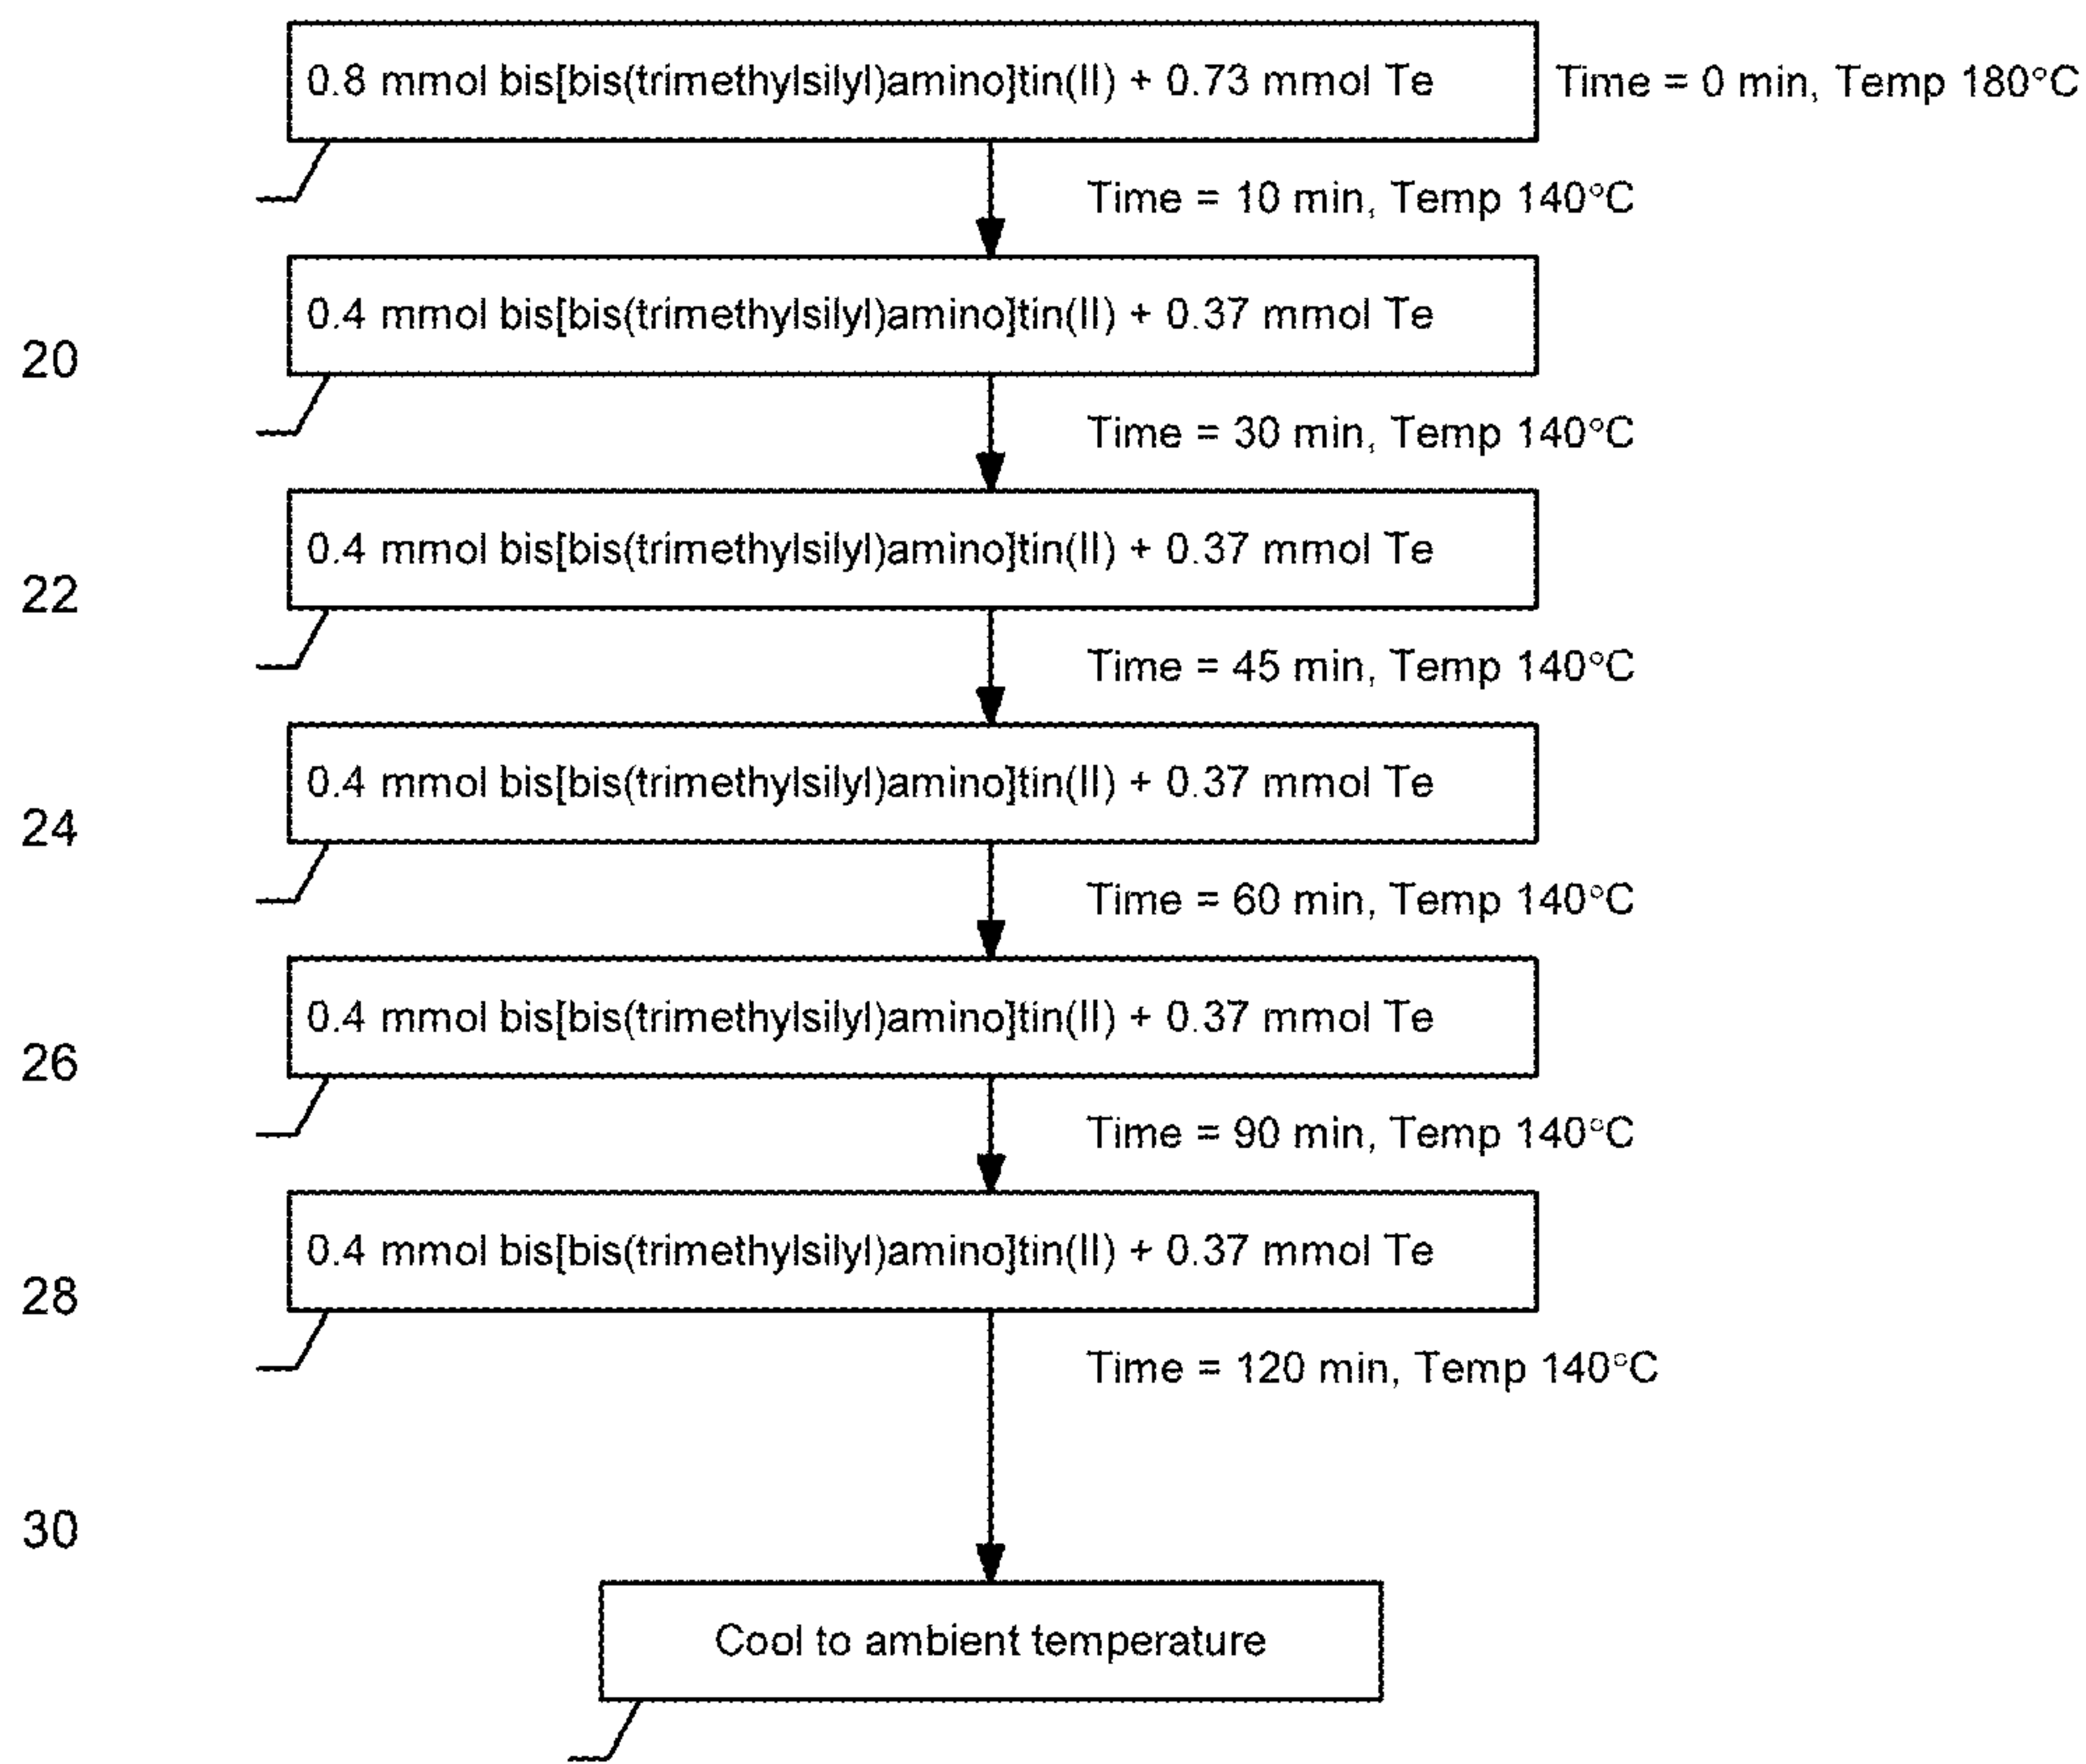 0.8 mmol bis[bis(trimethylsilyl)amino]tin(II) + 0.73 mmol Te
Time = 0 min, Temp 180°C
Time = 10 min, Temp 140°C
0.4 mmol bis[bis(trimethylsilyl)amino]tin(II) + 0.37 mmol Te
20
Time = 30 min, Temp 140°C
0.4 mmol bis[bis(trimethylsilyl)amino]tin(II) + 0.37 mmol Te
22
Time = 45 min, Temp 140°C
0.4 mmol bis[bis(trimethylsilyl)amino]tin(II) + 0.37 mmol Te
24
Time = 60 min, Temp 140°C
0.4 mmol bis[bis(trimethylsilyl)amino]tin(II) + 0.37 mmol Te
26
Time = 90 min, Temp 140°C
0.4 mmol bis[bis(trimethylsilyl)amino]tin(II) + 0.37 mmol Te
28
Time = 120 min, Temp 140°C
30
Cool to ambient temperature